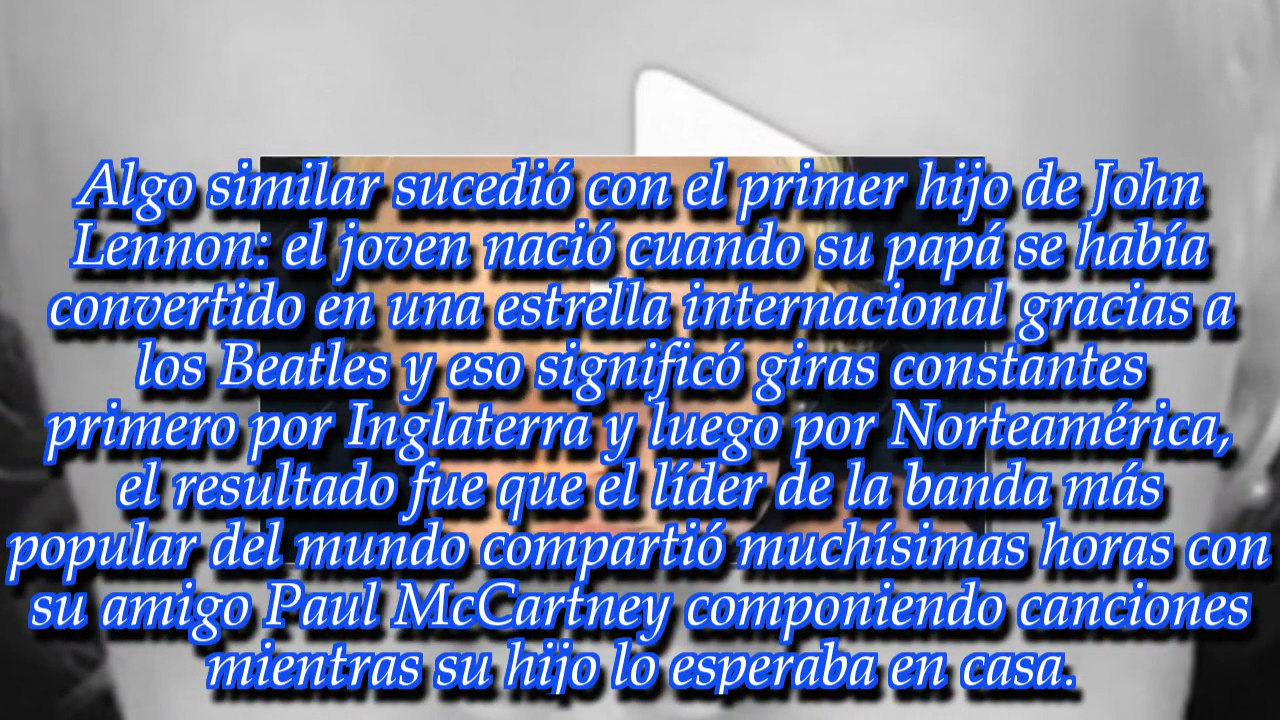 Algo similar sucedió con el primer hijo de John
Lennon: el joven nació cuando su papá se había
convertido en una estrella internacional gracias a
los Beatles y eso significó giras constantes
primero por Inglaterra y luego por Norteamérica,
el resultado fue que el líder de la banda más
popular del mundo compartió muchísimas horas con
su amigo Paul McCartney componiendo canciones
mientras su hijo lo esperaba en casa.